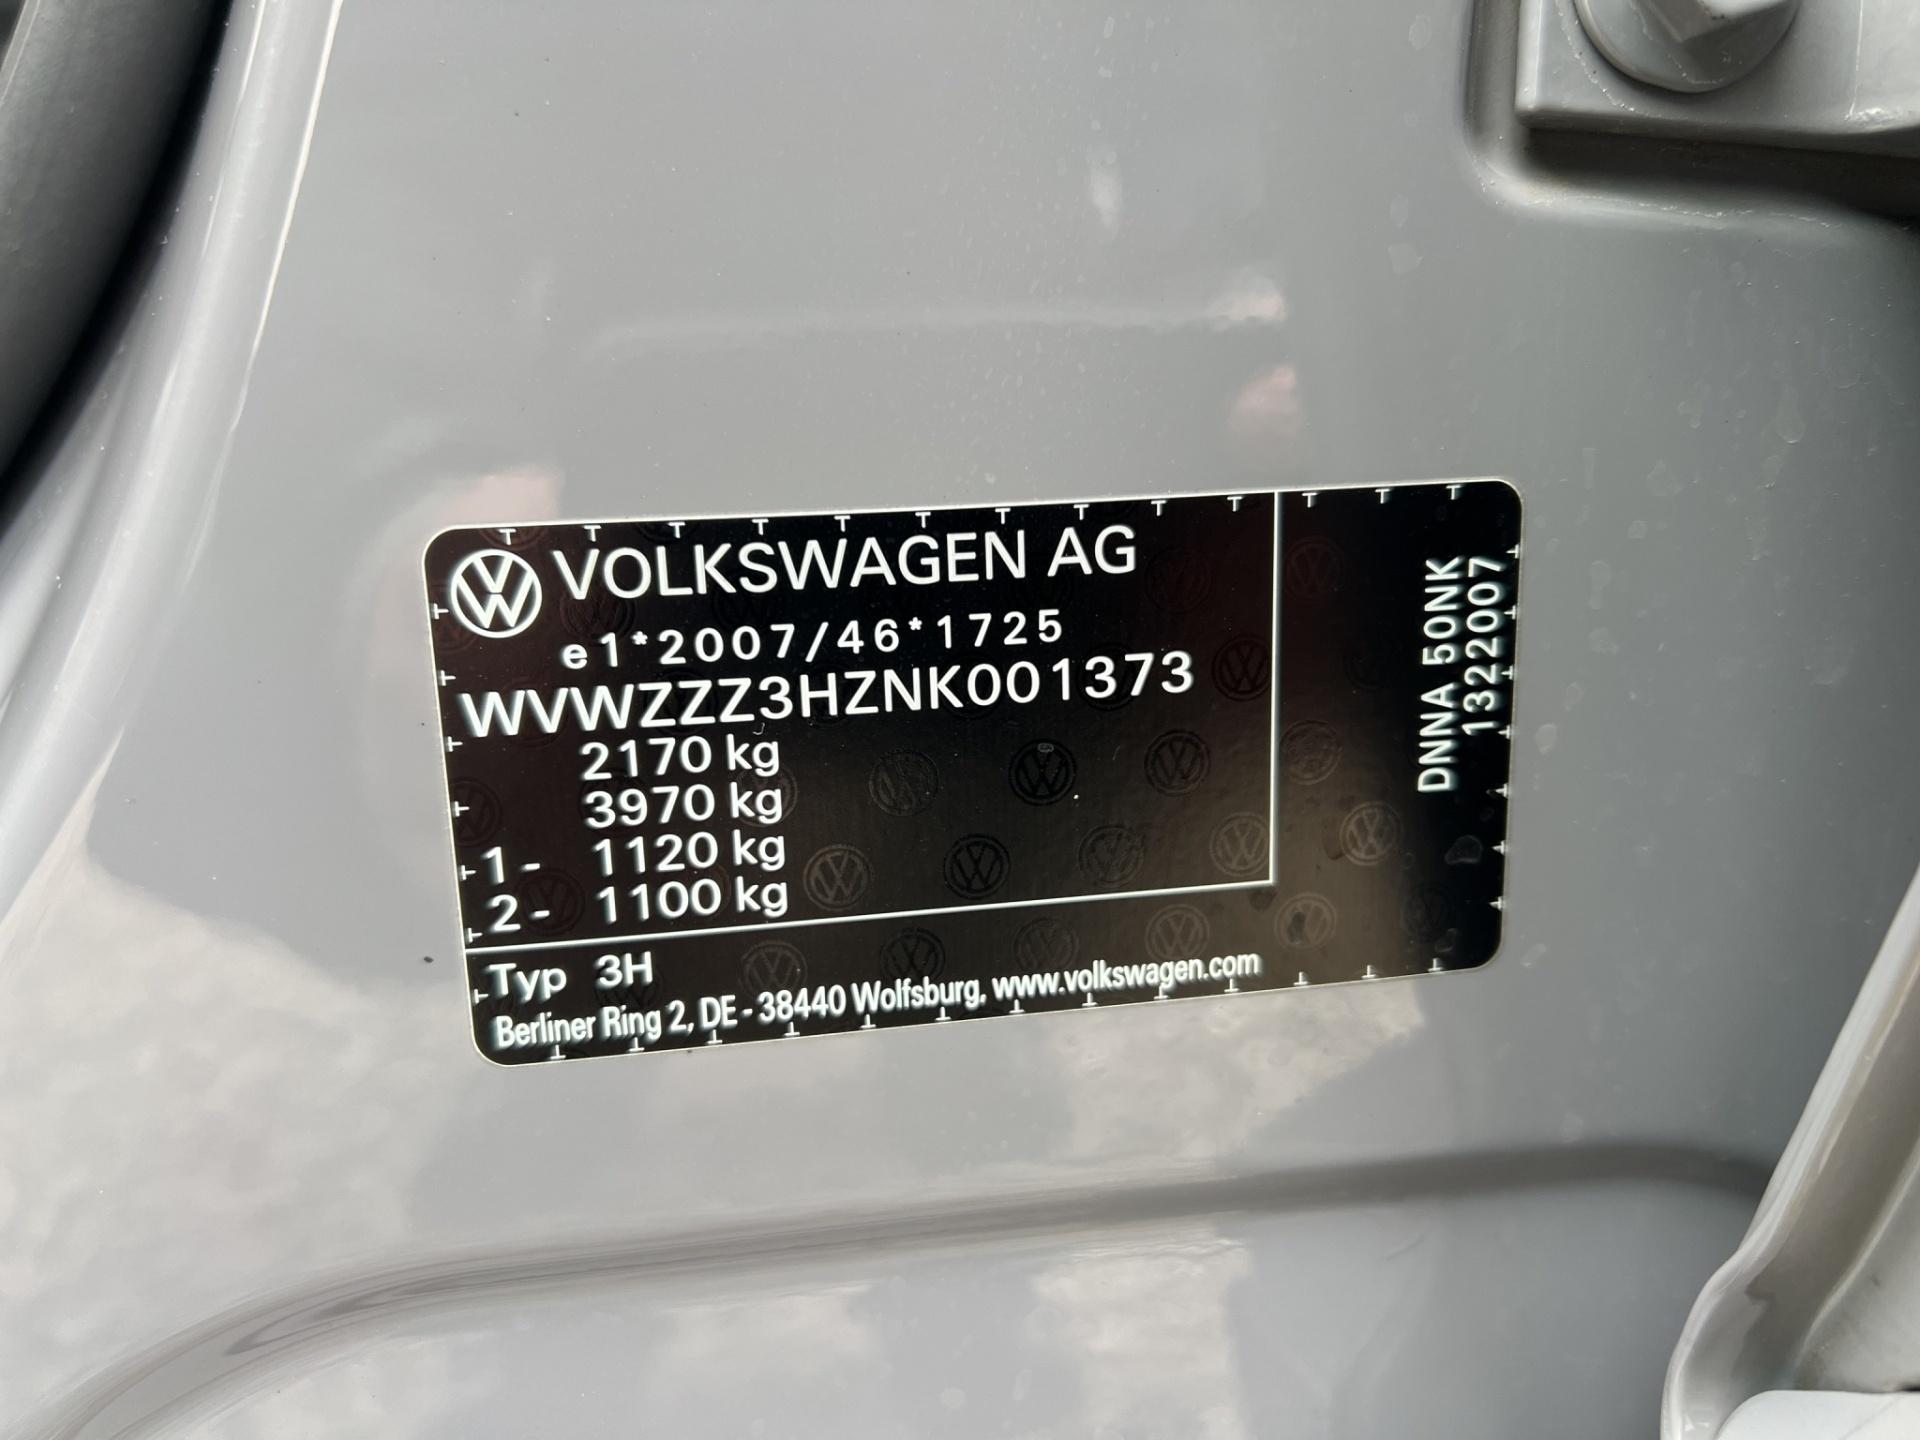 VOLKSWAGEN AG
e1*2007/46*1725
WVWZZZ3HZNK001373
2170 kg
3970 kg
1- 1120 kg
2- 1100 kg
Typ 3H
Berliner Ring 2, DE-38440 Wolfsburg, www.volkswagen.com
DNNA 50NK
1322007